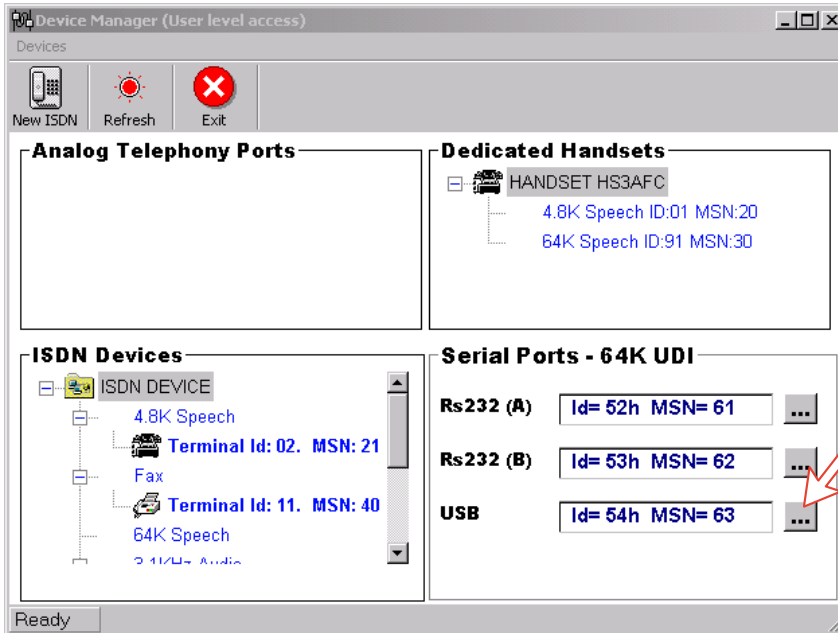 Device Manager (User level access)
Devices
New ISDN Refresh Exit
Analog Telephony Ports
Dedicated Handsets
HANDSET HS3AFC
4.8K Speech ID:01 MSN:20
64K Speech ID:91 MSN:30
ISDN Devices
ISDN DEVICE
4.8K Speech
Terminal Id: 02. MSN: 21
Fax
Terminal Id: 11. MSN: 40
64K Speech
3.1KHz Audio
Serial Ports - 64K UDI
Rs232 (A) Id= 52h MSN= 61 ...
Rs232 (B) Id= 53h MSN= 62 ...
USB Id= 54h MSN= 63 ...
Ready